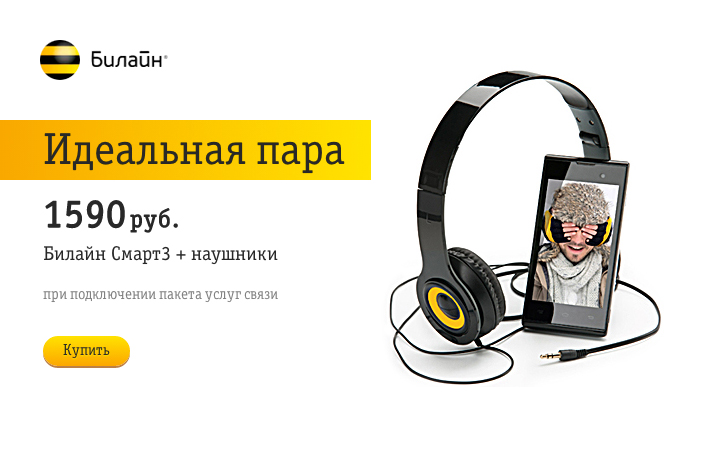 Билайн®
Идеальная пара
1590 руб.
Билайн Смарт3 + наушники
при подключении пакета услуг связи
Купить